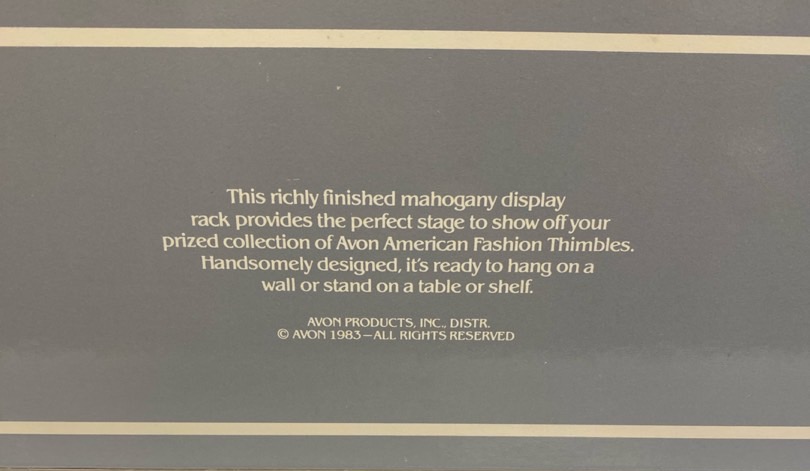 This richly finished mahogany display
rack provides the perfect stage to show off your
prized collection of Avon American Fashion Thimbles.
Handsomely designed, it's ready to hang on a
wall or stand on a table or shelf.
AVON PRODUCTS, INC., DISTR.
© AVON 1983—ALL RIGHTS RESERVED